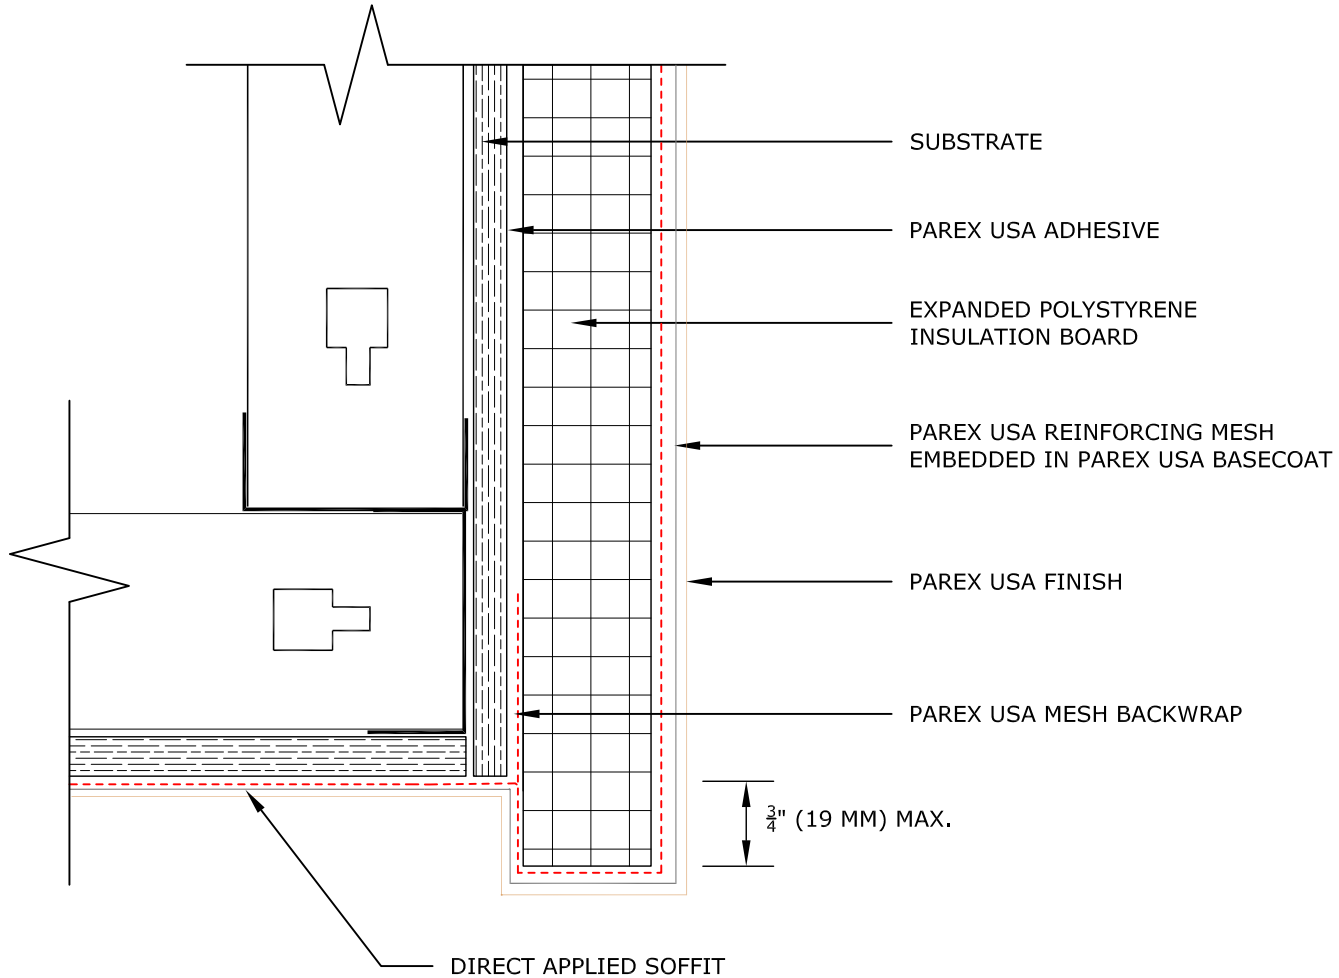 SUBSTRATE
PAREX USA ADHESIVE
EXPANDED POLYSTYRENE
INSULATION BOARD
PAREX USA REINFORCING MESH
EMBEDDED IN PAREX USA BASECOAT
PAREX USA FINISH
PAREX USA MESH BACKWRAP
3/4" (19 MM) MAX.
DIRECT APPLIED SOFFIT